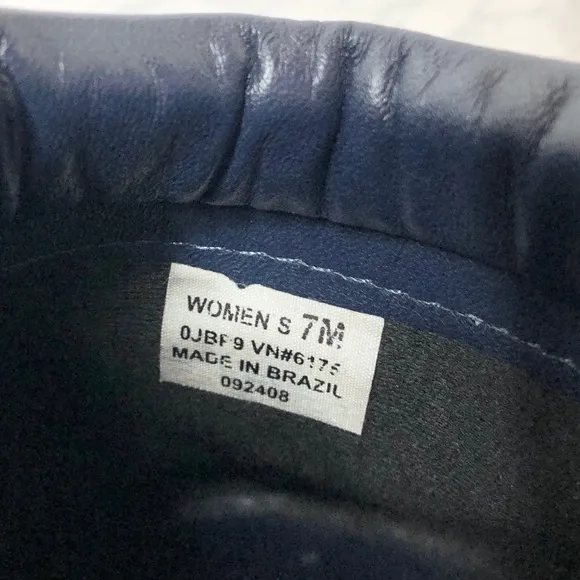 WOMEN S 7M
0JBF9 VN#6175
MADE IN BRAZIL
092408